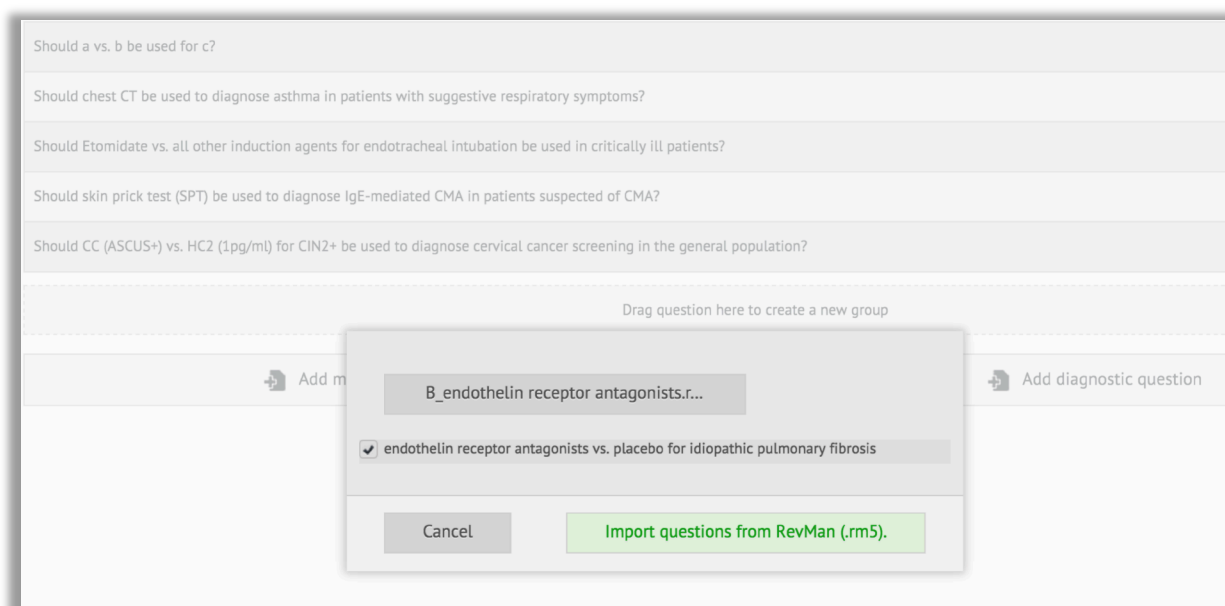 Should a vs. b be used for c?
Should chest CT be used to diagnose asthma in patients with suggestive respiratory symptoms?
Should Etomidate vs. all other induction agents for endotracheal intubation be used in critically ill patients?
Should skin prick test (SPT) be used to diagnose IgE-mediated CMA in patients suspected of CMA?
Should CC (ASCUS+) vs. HC2 (1pg/ml) for CIN2+ be used to diagnose cervical cancer screening in the general population?
Drag question here to create a new group
Add m
Add diagnostic question
B_endothelin receptor antagonists.r...
endothelin receptor antagonists vs. placebo for idiopathic pulmonary fibrosis
Cancel
Import questions from RevMan (.rm5).